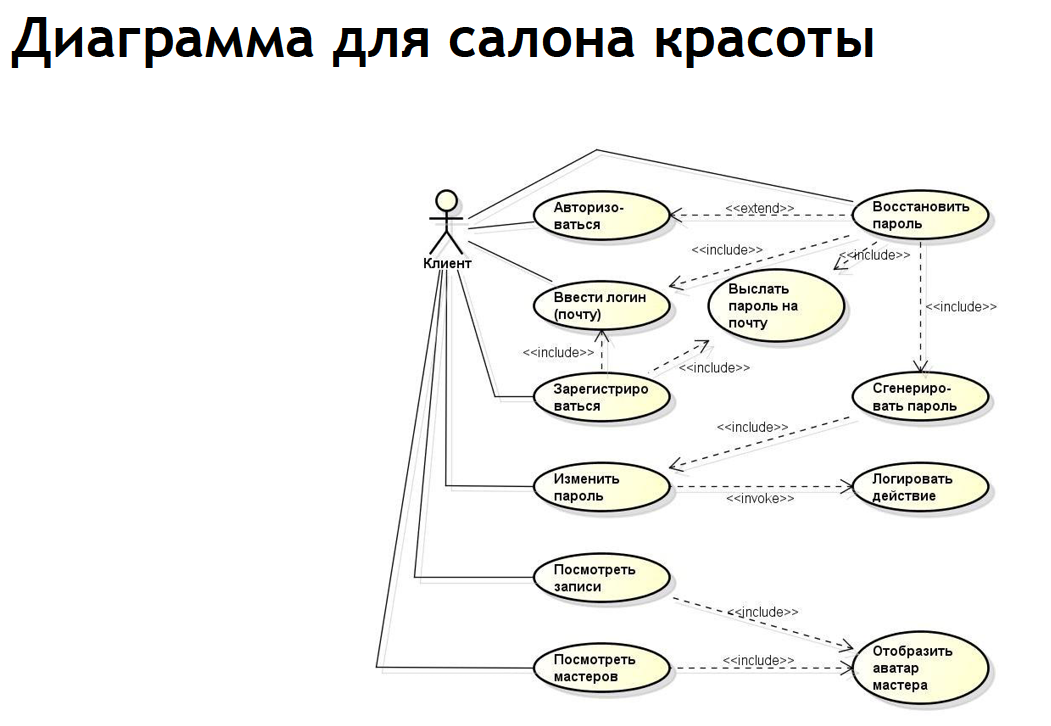 Диаграмма для салона красоты
Клиент
Авторизо-
ваться
<<extend>>
Восстановить
пароль
<<include>>
<<include>>
Ввести логин
(почту)
Выслать
пароль на
почту
<<include>>
<<include>>
<<include>>
Зарегистриро
ваться
Сгенериро-
вать пароль
<<include>>
Изменить
пароль
<<invoke>>
Логировать
действие
Посмотреть
записи
<<include>>
Посмотреть
мастеров
<<include>>
Отобразить
аватар
мастера